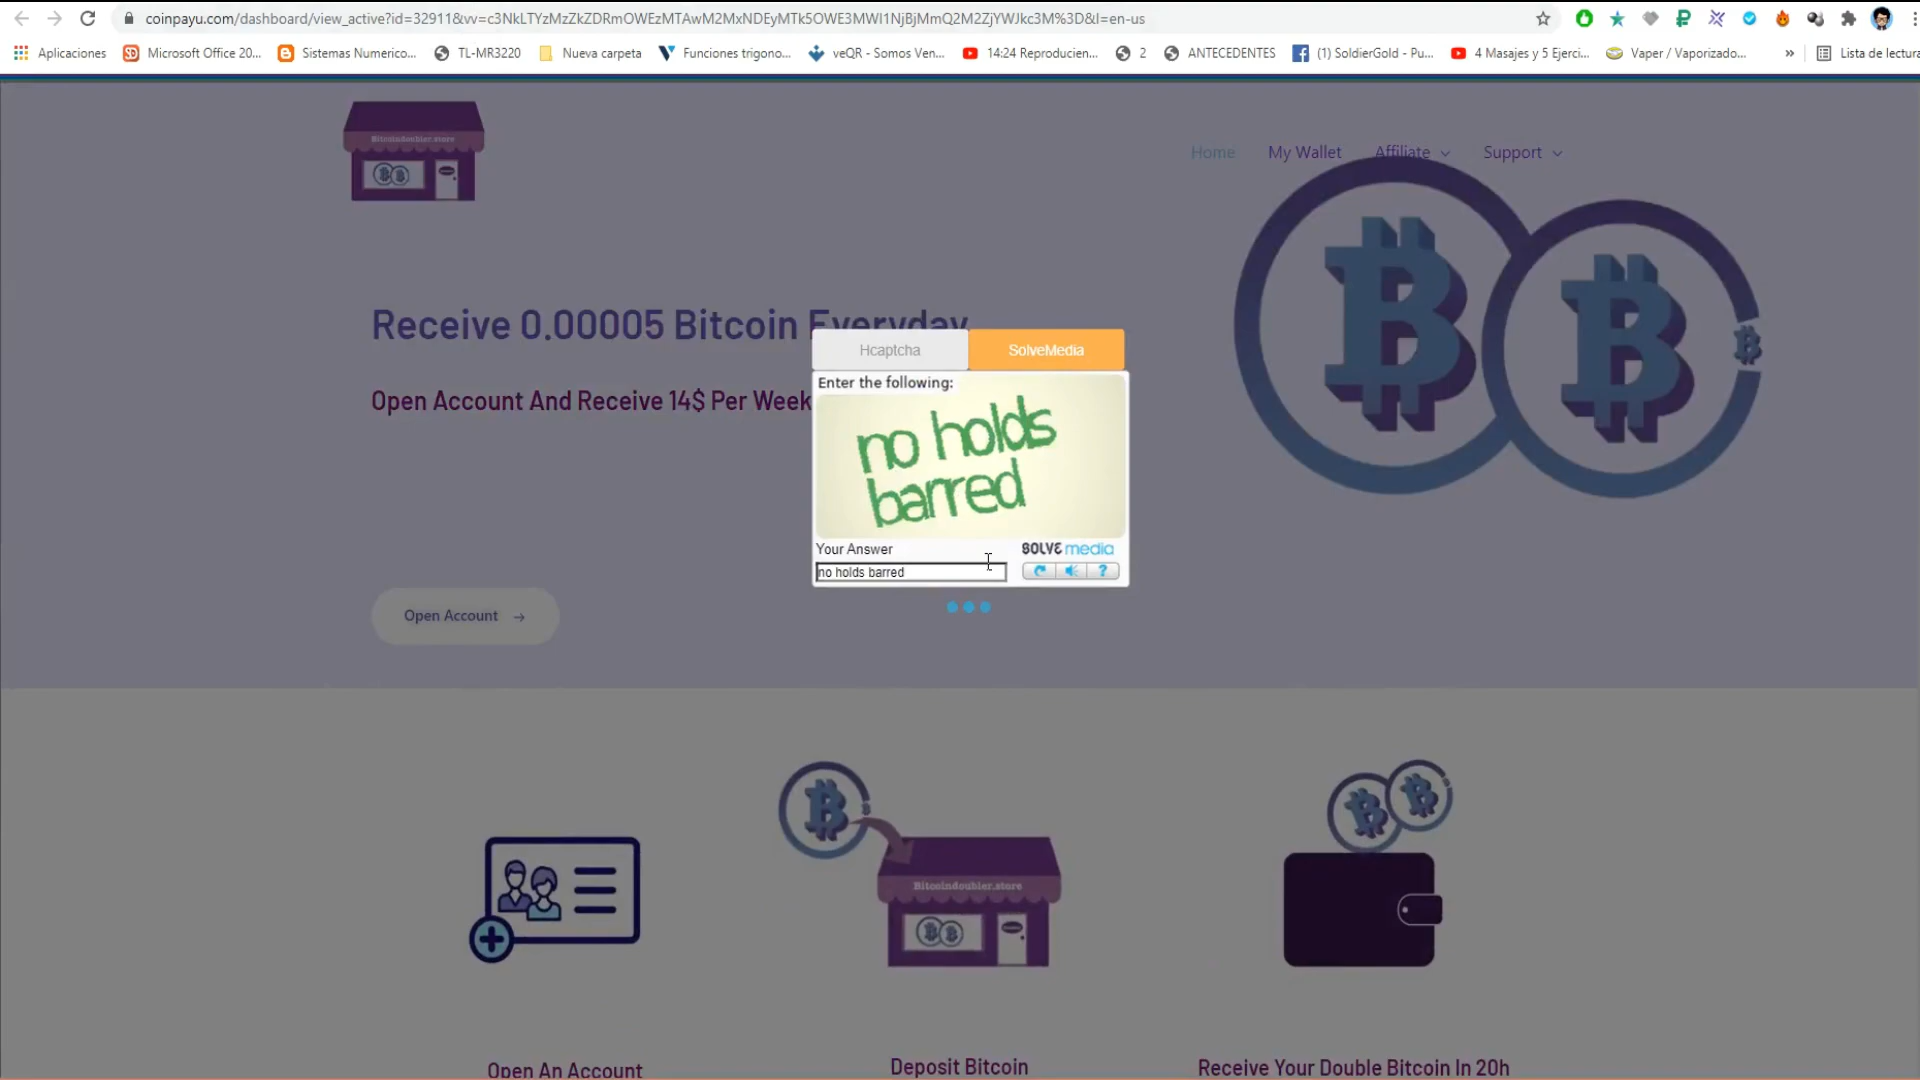 coinpayu.com/dashboard/view_active?id=32911&vv=c3NkLTYzMzZkZDRmOWEzMTAwM2MxNDEyMTk5OWE3MWI1NjBjMmQ2M2ZjYWJkc3M%3D&l=en-us
Aplicaciones
Microsoft Office 20...
Sistemas Numerico...
TL-MR3220
Nueva carpeta
Funciones trigono...
veQR - Somos Ven...
14:24 Reproducien...
2
ANTECEDENTES
(1) SoldierGold - Pu...
4 Masajes y 5 Ejerci...
Vaper / Vaporizado...
»
Lista de lectura
Bitcoindoubler.store
Home
My Wallet
Affiliate
Support
Receive 0.00005 Bitcoin Everyday
Open Account And Receive 14$ Per Week
Hcaptcha
SolveMedia
Enter the following:
no holds
barred
Your Answer
SOLVE media
no holds barred
?
Open Account →
Bitcoindoubler.store
Open An Account
Deposit Bitcoin
Receive Your Double Bitcoin In 20h